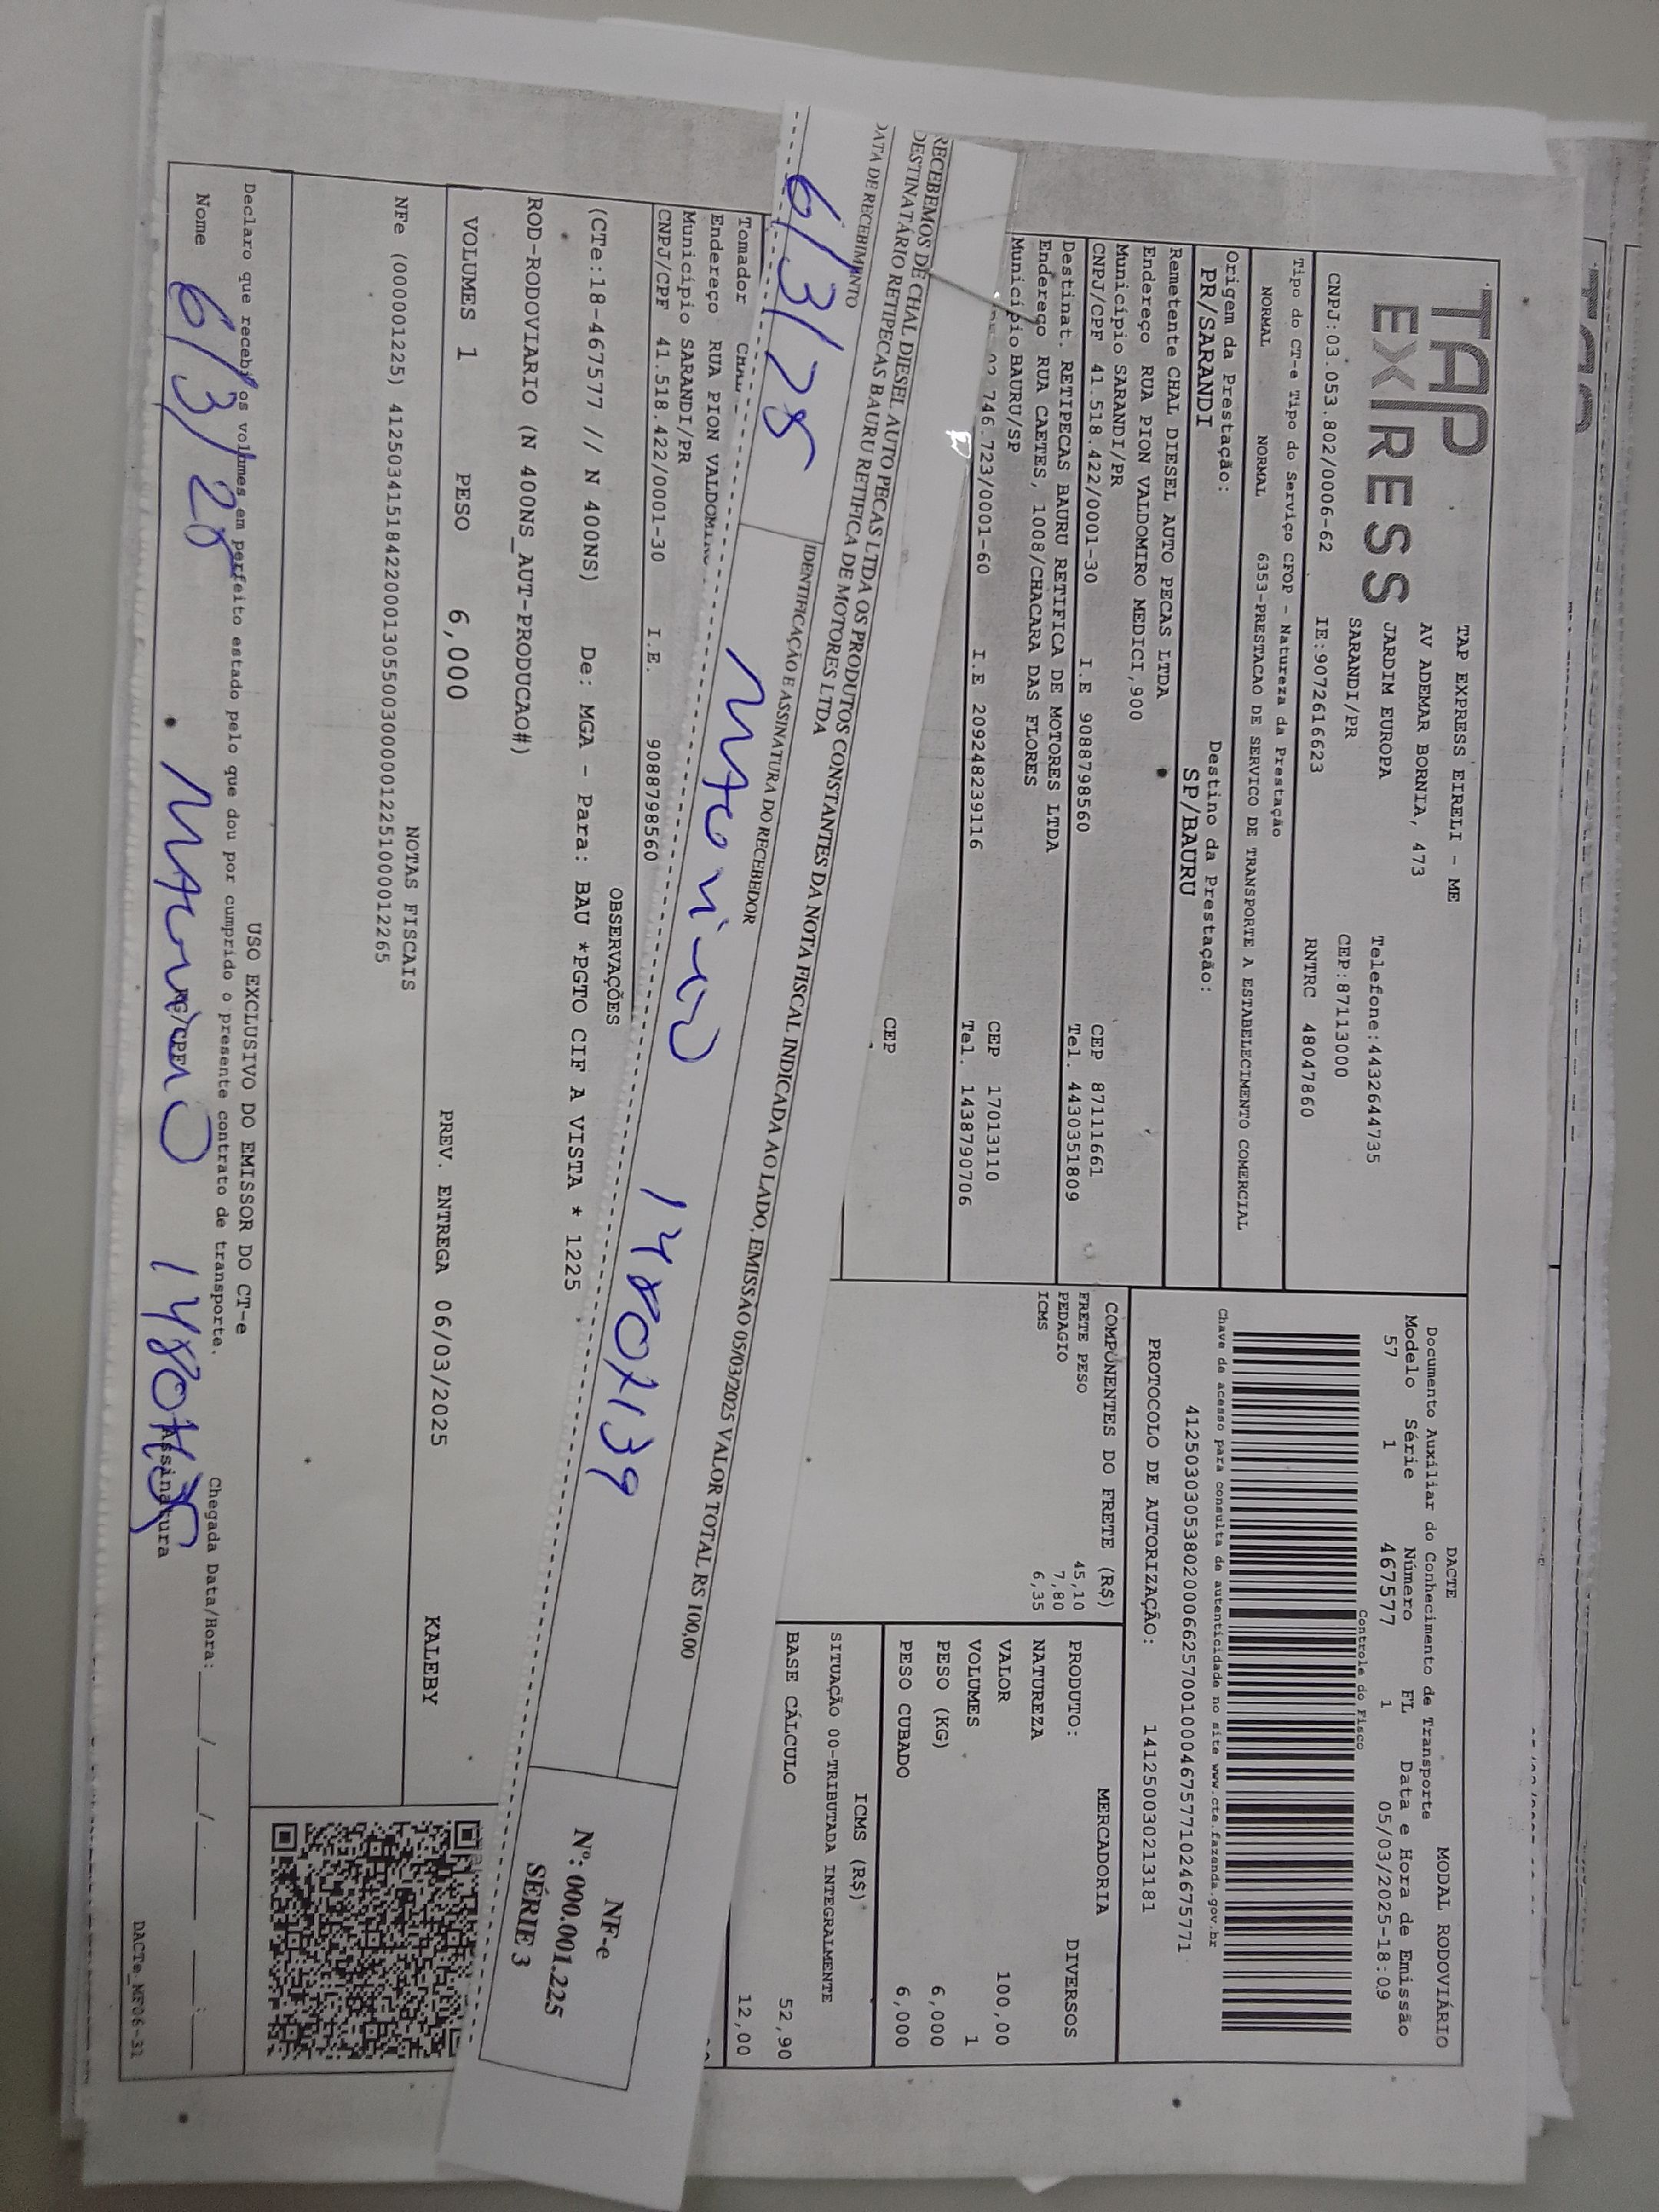 TAP
EXPRESS
TAP EXPRESS EIRELI - ME
AV ADEMAR BORNIA, 473
JARDIM EUROPA
SARANDI/PR
Telefone:4432644735
CEP:87113000
CNPJ:03.053.802/0006-62 IE:9072616623 RNTRC 48047860
Tipo do CT-e Tipo do Serviço CFOP - Natureza da Prestação
NORMAL NORMAL 6353-PRESTACAO DE SERVICO DE TRANSPORTE A ESTABELECIMENTO COMERCIAL
Origem da Prestação: Destino da Prestação:
PR/SARANDI SP/BAURU
Remetente CHAL DIESEL AUTO PECAS LTDA
Endereço RUA PION VALDOMIRO MEDICI,900
Município SARANDI/PR CEP 87111661
CNPJ/CPF 41.518.422/0001-30 I.E 9088798560 Tel. 4430351809
Destinat. RETIPECAS BAURU RETIFICA DE MOTORES LTDA
Endereço RUA CAETES, 1008/CHACARA DAS FLORES
Município BAURU/SP CEP 17013110
746.723/0001-60 I.E 209248239116 Tel. 1438790706
CEP
DACTE MODAL RODOVIÁRIO
Documento Auxiliar do Conhecimento de Transporte
Modelo Série Número FL Data e Hora de Emissão
57 1 467577 1 05/03/2025-18:09
Controle do Fisco
Chave de acesso para consulta de autenticidade no site www.cte.fazenda.gov.br
41250303053802000662570010004675771024675771
PROTOCOLO DE AUTORIZAÇÃO: 141250030213181
COMPONENTES DO FRETE (R$)
FRETE PESO 45,10
PEDAGIO 7,80
ICMS 6,35
MERCADORIA
PRODUTO: DIVERSOS
NATUREZA
VALOR 100,00
VOLUMES 1
PESO (KG) 6,000
PESO CUBADO 6,000
ICMS (R$)
SITUAÇÃO 00-TRIBUTADA INTEGRALMENTE
BASE CÁLCULO 52,90
12,00
RECEBEMOS DE CHAL DIESEL AUTO PECAS LTDA OS PRODUTOS CONSTANTES DA NOTA FISCAL INDICADA AO LADO, EMISSÃO 05/03/2025 VALOR TOTAL R$ 100,00
DESTINATÁRIO RETIPECAS BAURU RETIFICA DE MOTORES LTDA
DATA DE RECEBIMENTO IDENTIFICAÇÃO E ASSINATURA DO RECEBEDOR
6/3/25
NF-e
Nº: 000.001.225
SÉRIE 3
Tomador
Endereço RUA PION VALDOMIRO
Município SARANDI/PR
CNPJ/CPF 41.518.422/0001-30 I.E. 9088798560
OBSERVAÇÕES
(CTe:18-467577 // N 400NS) De: MGA - Para: BAU *PGTO CIF A VISTA * 1225
ROD-RODOVIARIO (N 400NS_AUT-PRODUCAO#)
VOLUMES 1 PESO 6,000 PREV. ENTREGA 06/03/2025 KALEBY
NOTAS FISCAIS
NFe (000001225) 41250341518422000130550030000012251000012265
USO EXCLUSIVO DO EMISSOR DO CT-e
Declaro que recebi os volumes em perfeito estado pelo que dou por cumprido o presente contrato de transporte.
Chegada Data/Hora:____/____/______ ___:___
Nome RG/CPF Assinatura
6/3/25
DACTe_MF06-31